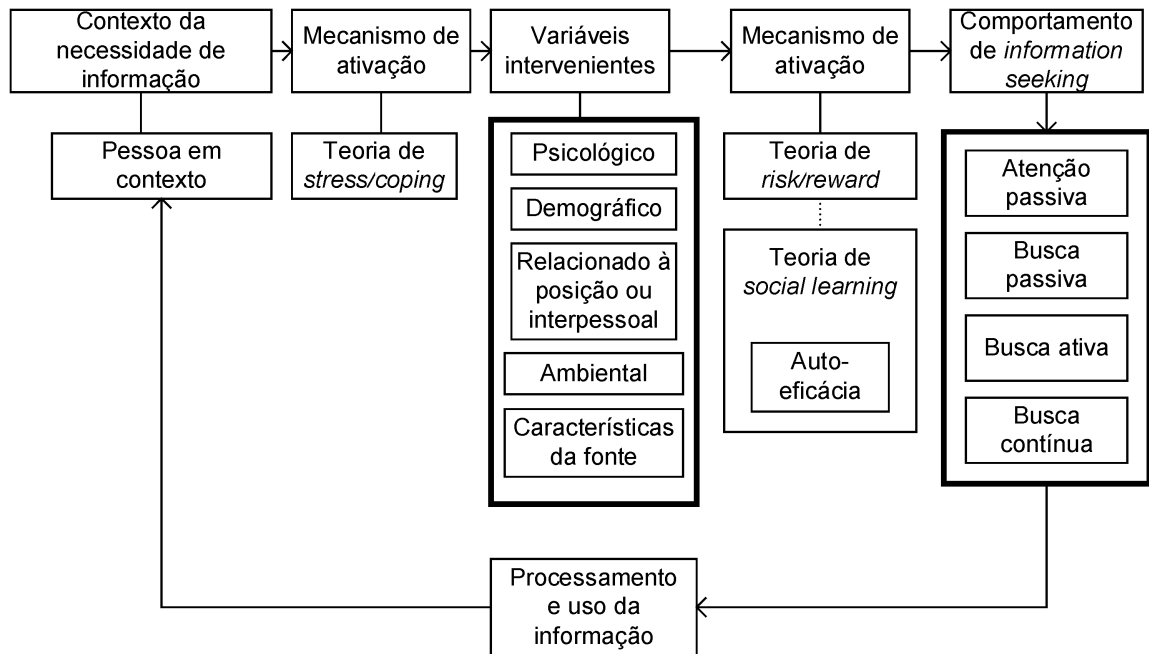 Contexto da
necessidade de
informação
Mecanismo de
ativação
Variáveis
intervenientes
Mecanismo de
ativação
Comportamento
de information
seeking
Pessoa em
contexto
Teoria de
stress/coping
Psicológico
Demográfico
Relacionado à
posição ou
interpessoal
Ambiental
Características
da fonte
Teoria de
risk/reward
Teoria de
social learning
Auto-
eficácia
Atenção
passiva
Busca
passiva
Busca ativa
Busca
contínua
Processamento
e uso da
informação